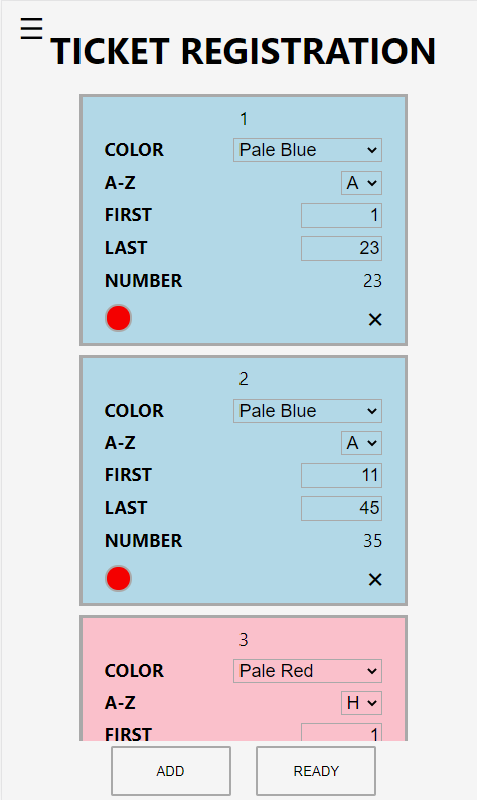 ☰ TICKET REGISTRATION
1
COLOR Pale Blue
A-Z A
FIRST 1
LAST 23
NUMBER 23
✕
2
COLOR Pale Blue
A-Z A
FIRST 11
LAST 45
NUMBER 35
✕
3
COLOR Pale Red
A-Z H
FIRST 1
ADD READY